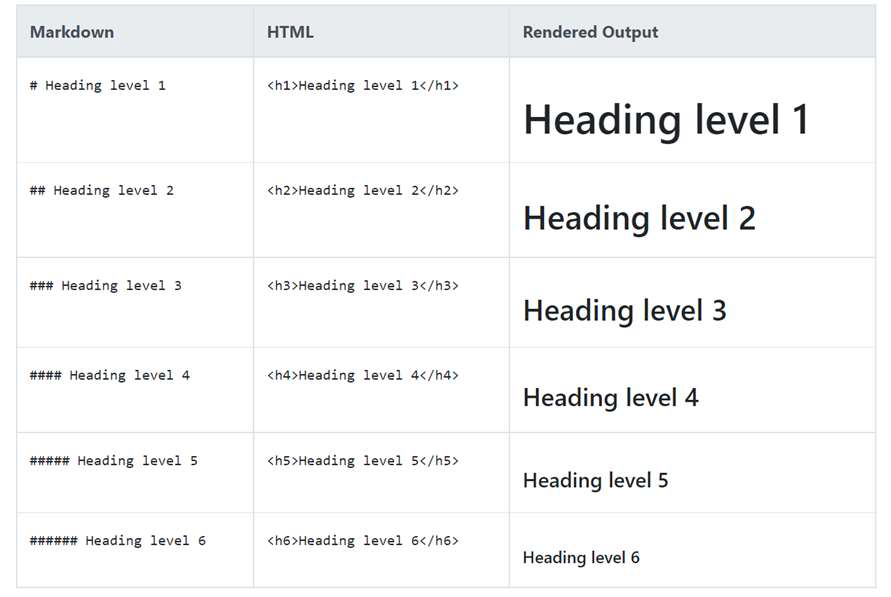 Markdown HTML Rendered Output
# Heading level 1 <h1>Heading level 1</h1> Heading level 1
## Heading level 2 <h2>Heading level 2</h2> Heading level 2
### Heading level 3 <h3>Heading level 3</h3> Heading level 3
#### Heading level 4 <h4>Heading level 4</h4> Heading level 4
##### Heading level 5 <h5>Heading level 5</h5> Heading level 5
###### Heading level 6 <h6>Heading level 6</h6> Heading level 6